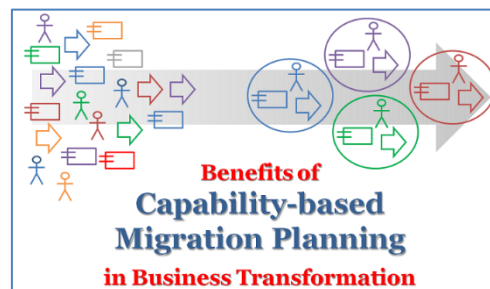 Benefits of
Capability-based
Migration Planning
in Business Transformation